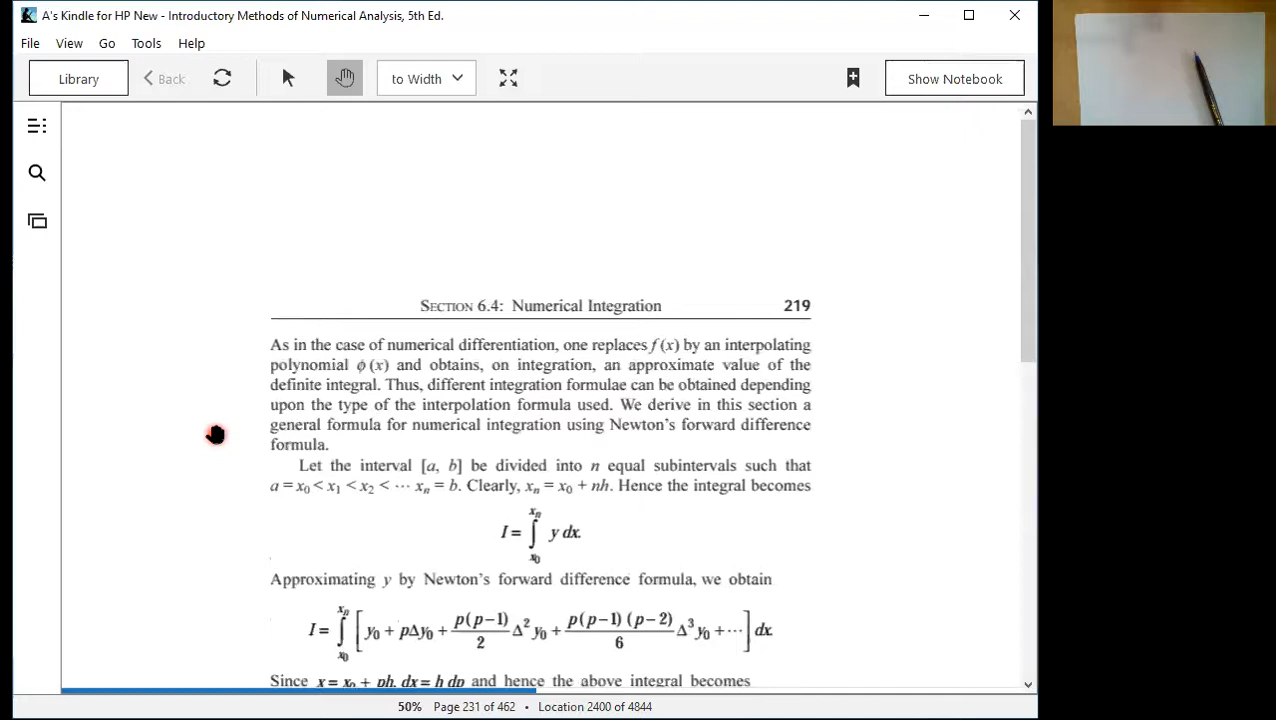 A's Kindle for HP New - Introductory Methods of Numerical Analysis, 5th Ed.
File View Go Tools Help
Library Back to Width Show Notebook
SECTION 6.4: Numerical Integration 219
As in the case of numerical differentiation, one replaces f(x) by an interpolating
polynomial ϕ(x) and obtains, on integration, an approximate value of the
definite integral. Thus, different integration formulae can be obtained depending
upon the type of the interpolation formula used. We derive in this section a
general formula for numerical integration using Newton's forward difference
formula.
Let the interval [a, b] be divided into n equal subintervals such that
a = x₀ < x₁ < x₂ < ⋯ xₙ = b. Clearly, xₙ = x₀ + nh. Hence the integral becomes
I = ∫_{x₀}^{xₙ} y dx.
Approximating y by Newton's forward difference formula, we obtain
I = ∫_{x₀}^{xₙ} [y₀ + pΔy₀ + p(p−1)/2 Δ²y₀ + p(p−1)(p−2)/6 Δ³y₀ + ⋯] dx.
Since x = x₀ + ph, dx = h dp and hence the above integral becomes
50% Page 231 of 462 • Location 2400 of 4844